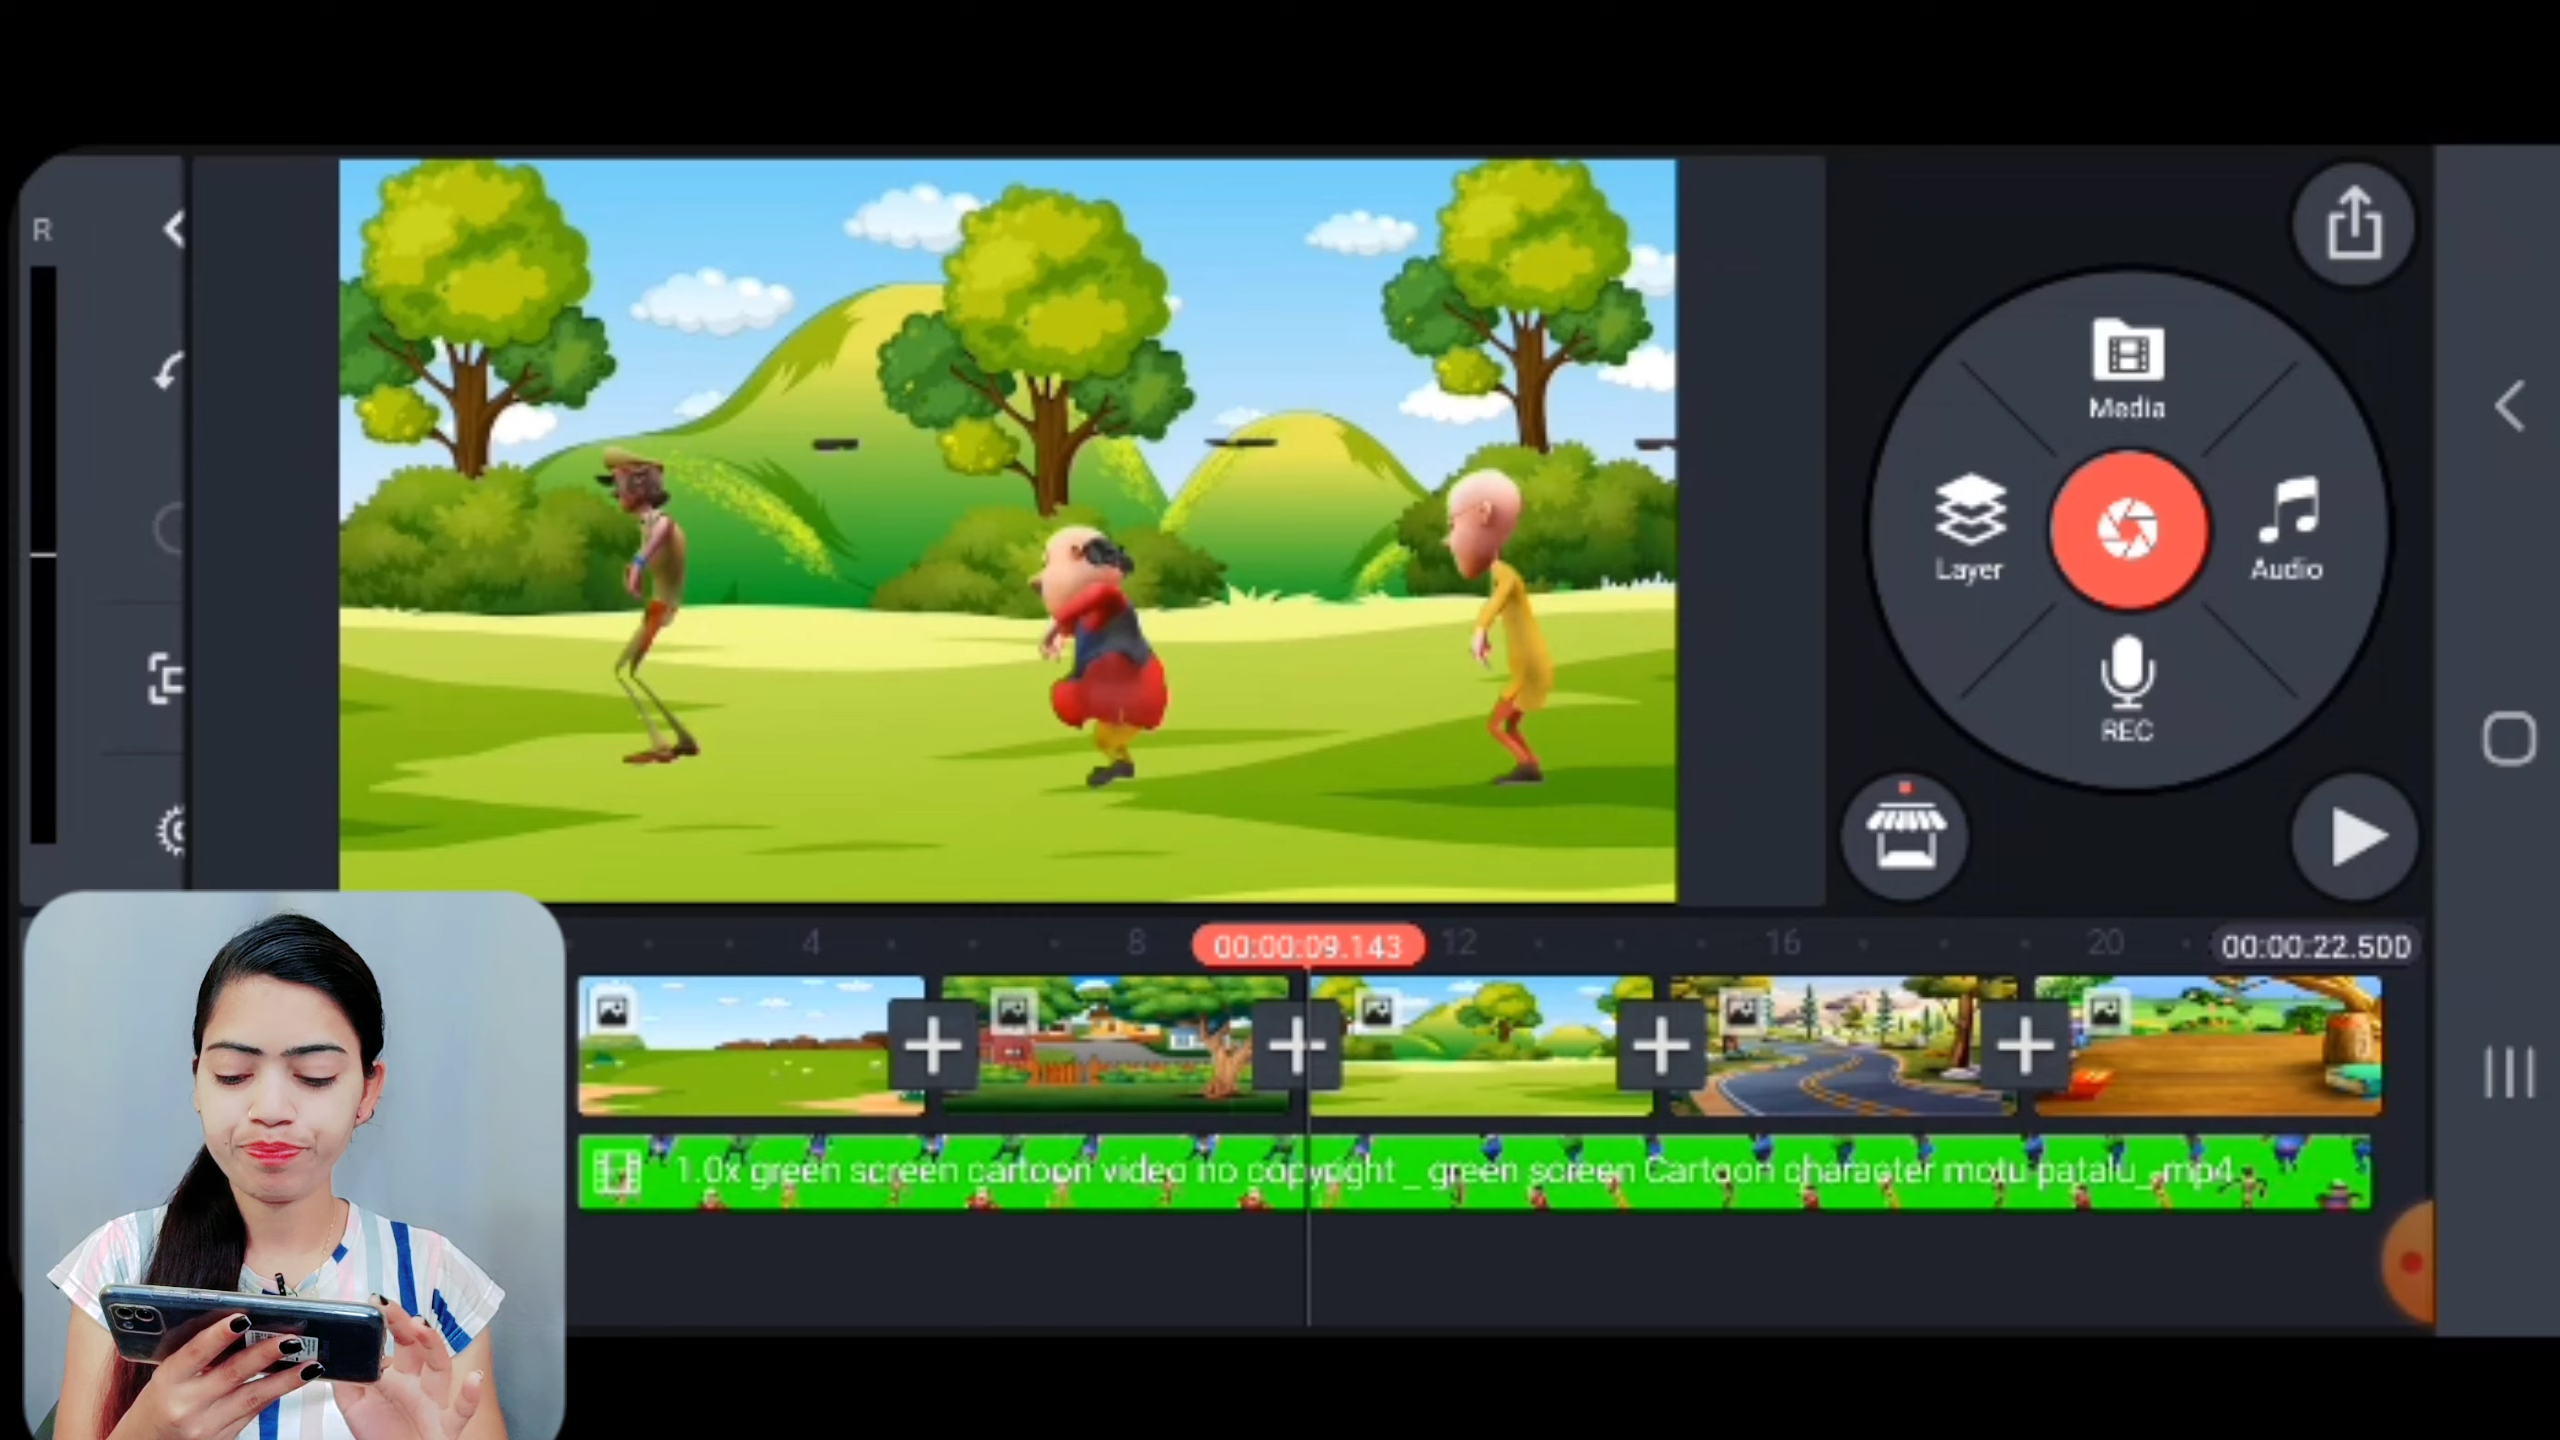 R
Media
Layer
Audio
REC
4
8
00:00:09.143
12
16
20
00:00:22.500
1.0x green screen cartoon video no copyright _ green screen Cartoon character motu patalu_.mp4